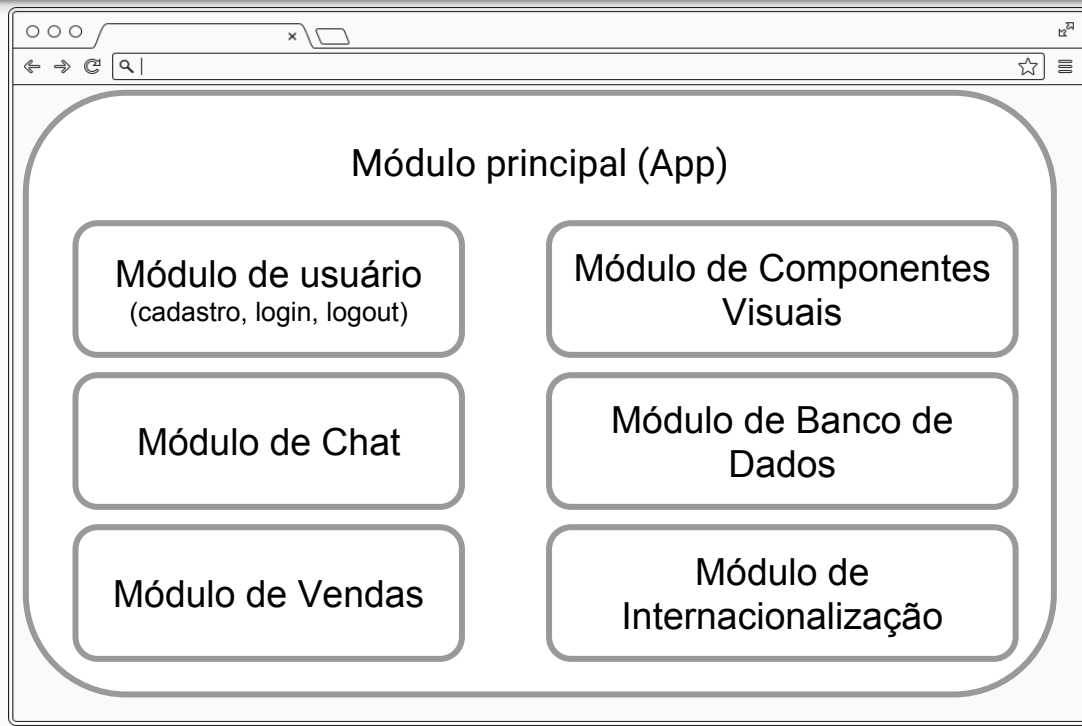 Módulo principal (App)
Módulo de usuário
(cadastro, login, logout)
Módulo de Componentes
Visuais
Módulo de Chat
Módulo de Banco de
Dados
Módulo de Vendas
Módulo de
Internacionalização